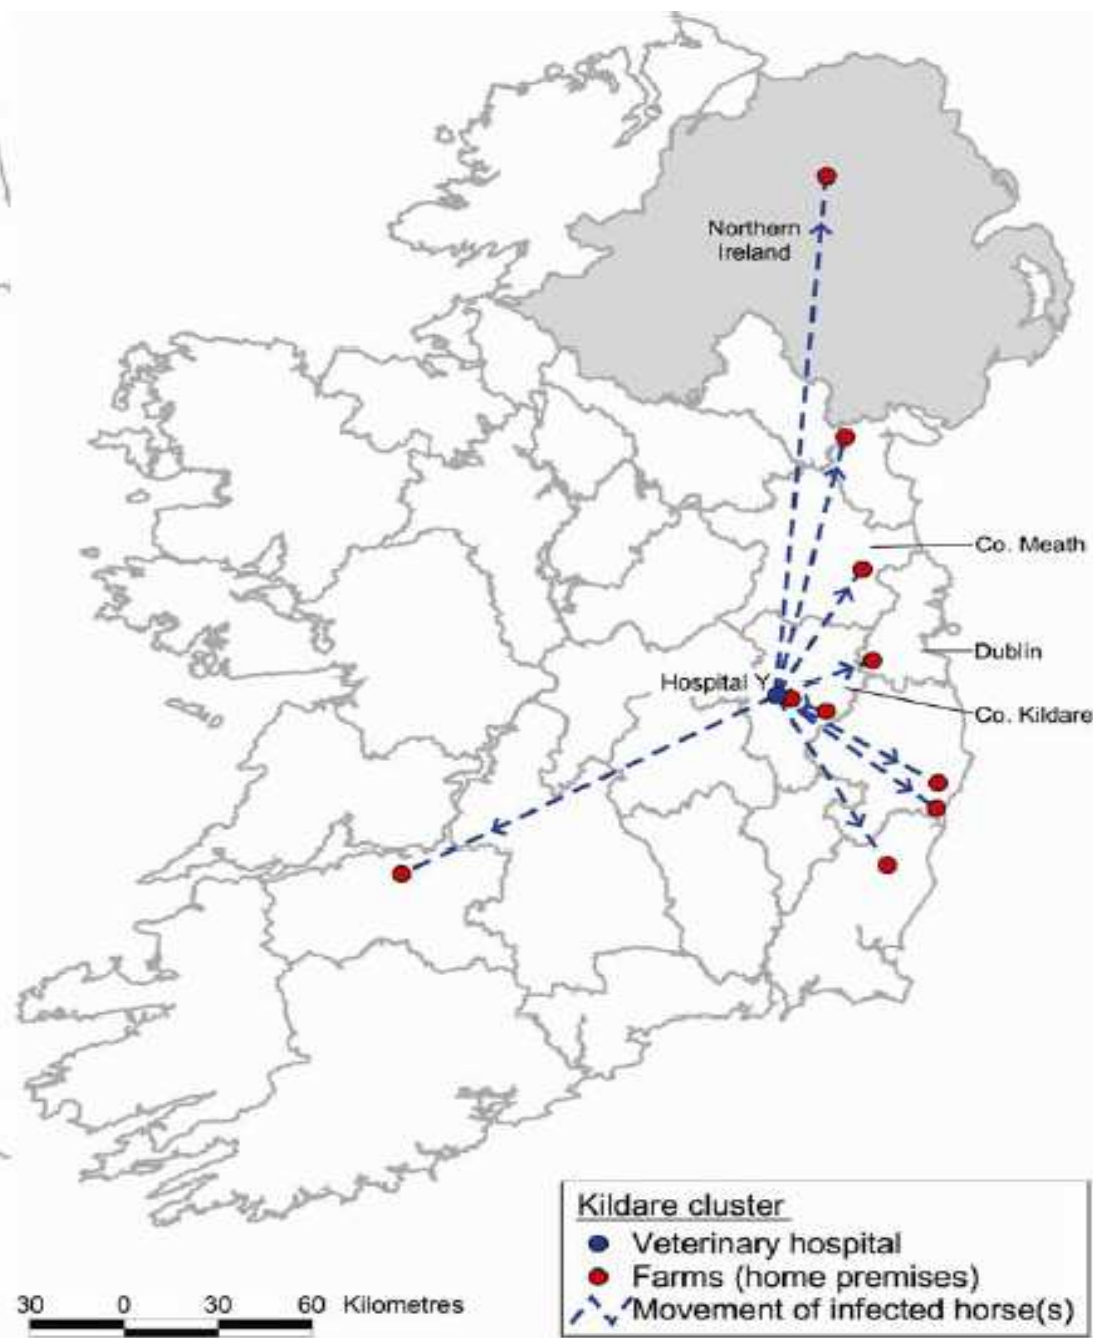 Northern
Ireland
Co. Meath
Dublin
Hospital Y
Co. Kildare
Kildare cluster
Veterinary hospital
Farms (home premises)
Movement of infected horse(s)
30 0 30 60 Kilometres